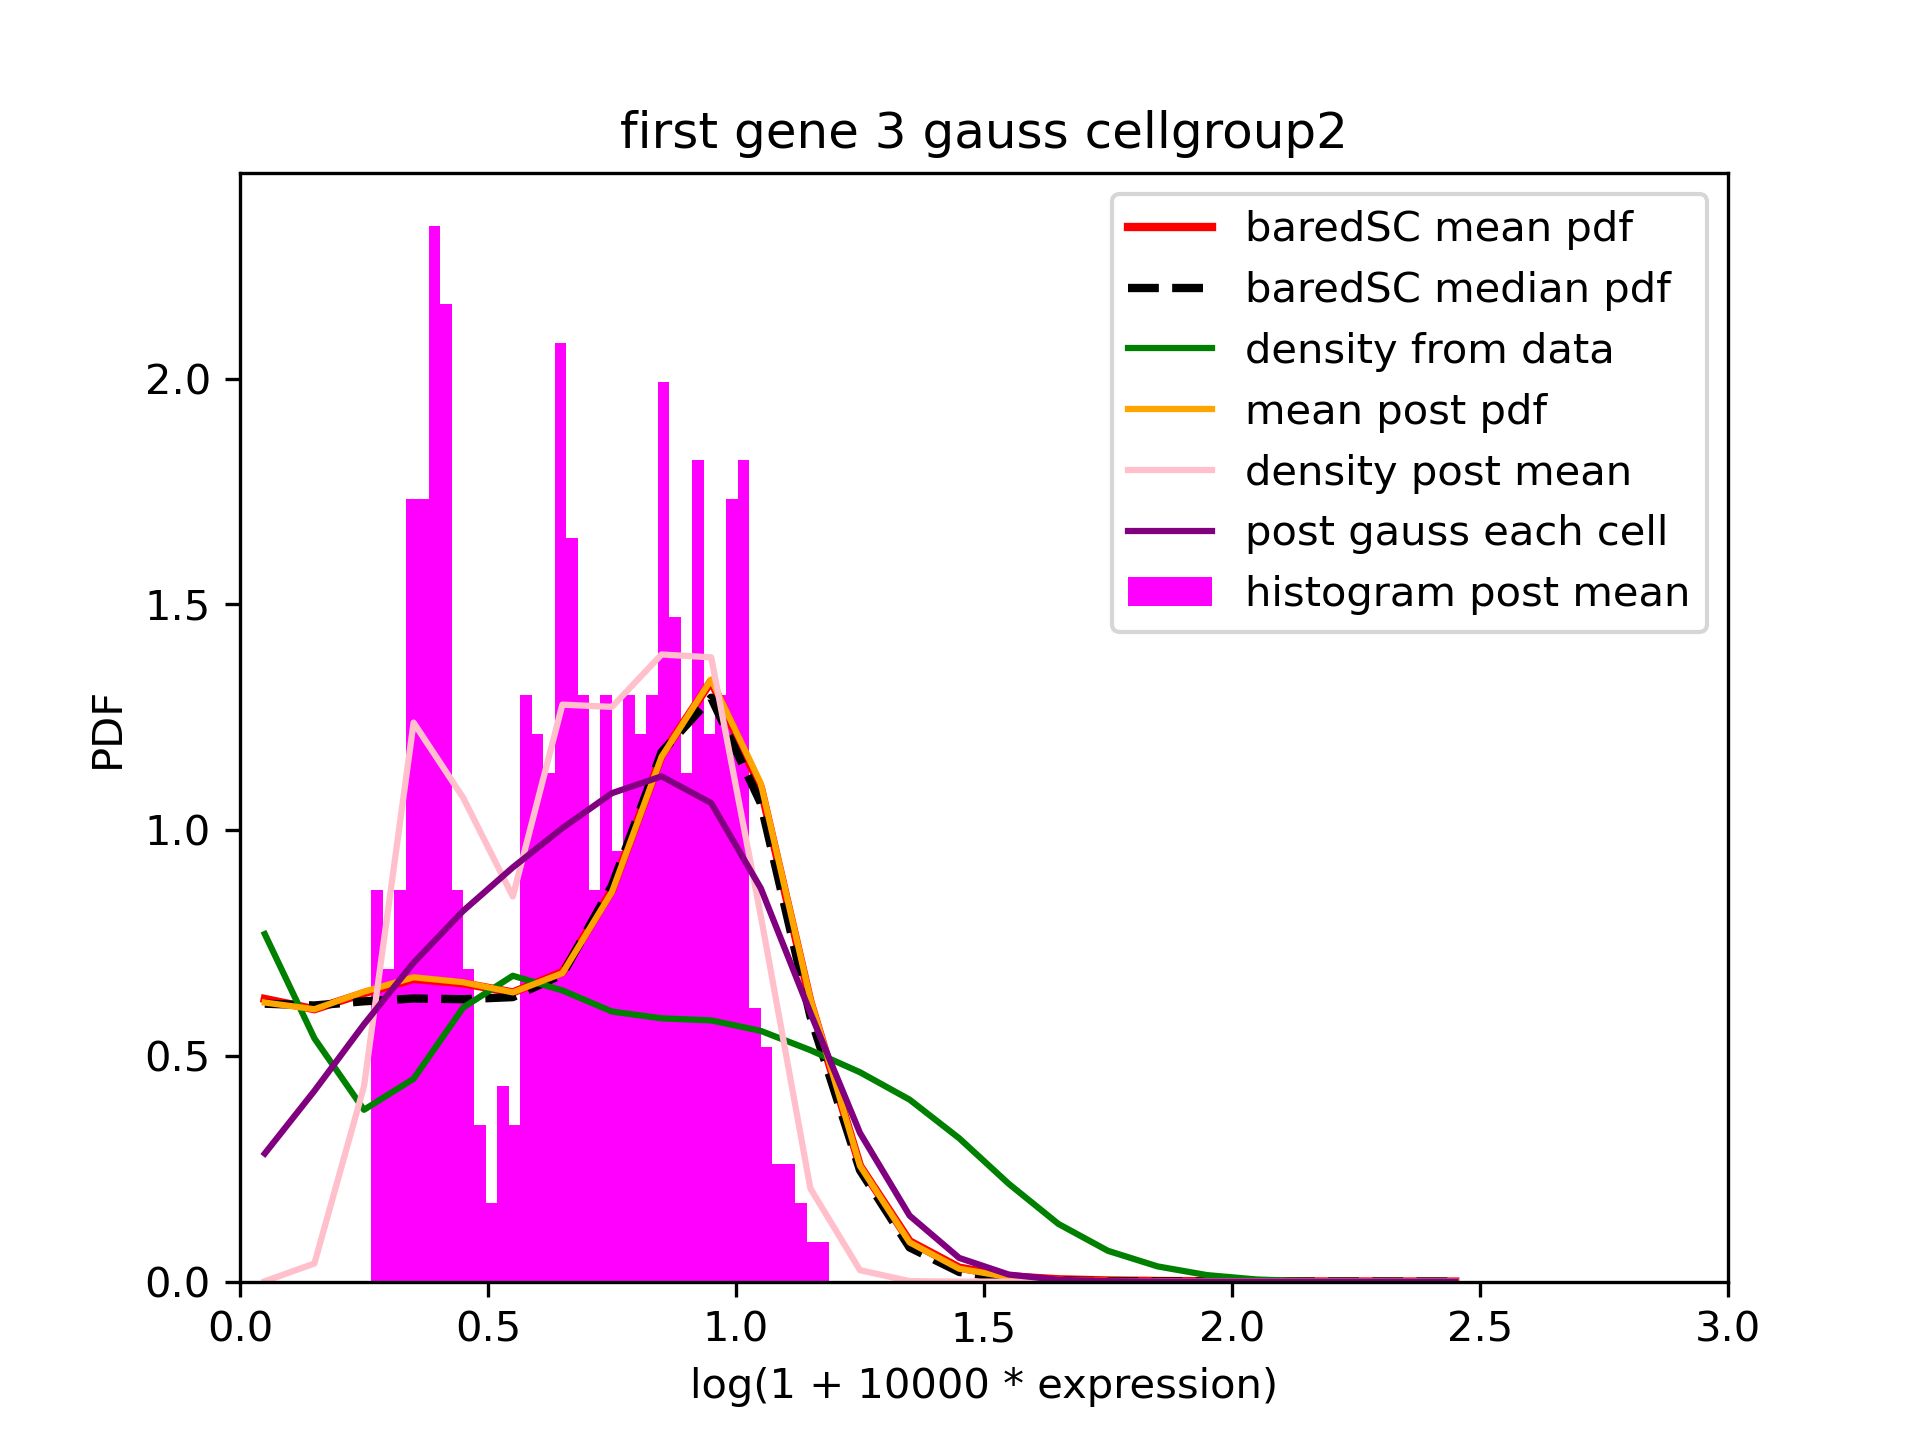 first gene 3 gauss cellgroup2
baredSC mean pdf
baredSC median pdf
density from data
mean post pdf
density post mean
post gauss each cell
histogram post mean
PDF
2.0
1.5
1.0
0.5
0.0
0.0 0.5 1.0 1.5 2.0 2.5 3.0
log(1 + 10000 * expression)